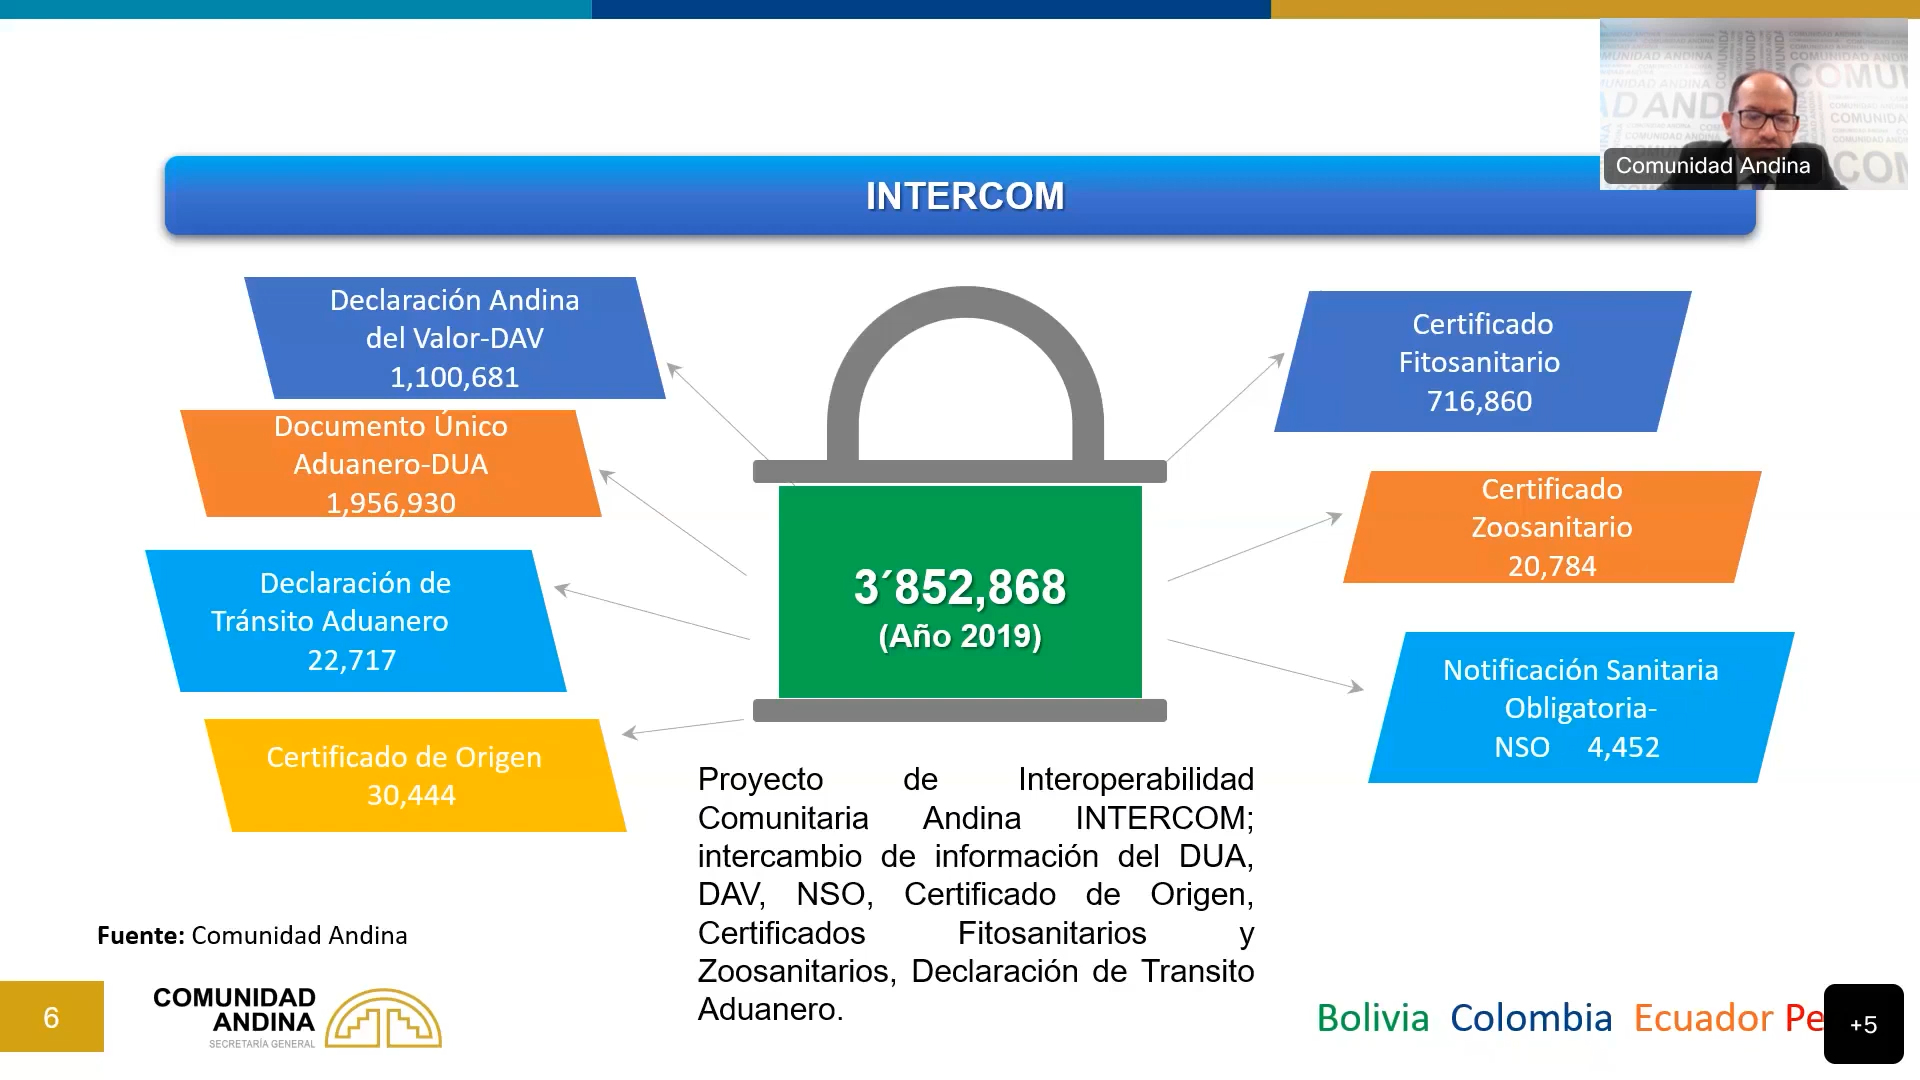 COMUNIDAD ANDINA
Comunidad Andina
INTERCOM
Declaración Andina
del Valor-DAV
1,100,681
Documento Único
Aduanero-DUA
1,956,930
Declaración de
Tránsito Aduanero
22,717
Certificado de Origen
30,444
3´852,868
(Año 2019)
Certificado
Fitosanitario
716,860
Certificado
Zoosanitario
20,784
Notificación Sanitaria
Obligatoria-
NSO 4,452
Proyecto de Interoperabilidad
Comunitaria Andina INTERCOM;
intercambio de información del DUA,
DAV, NSO, Certificado de Origen,
Certificados Fitosanitarios y
Zoosanitarios, Declaración de Transito
Aduanero.
Fuente: Comunidad Andina
6
COMUNIDAD
ANDINA
SECRETARÍA GENERAL
Bolivia Colombia Ecuador Pe
+5